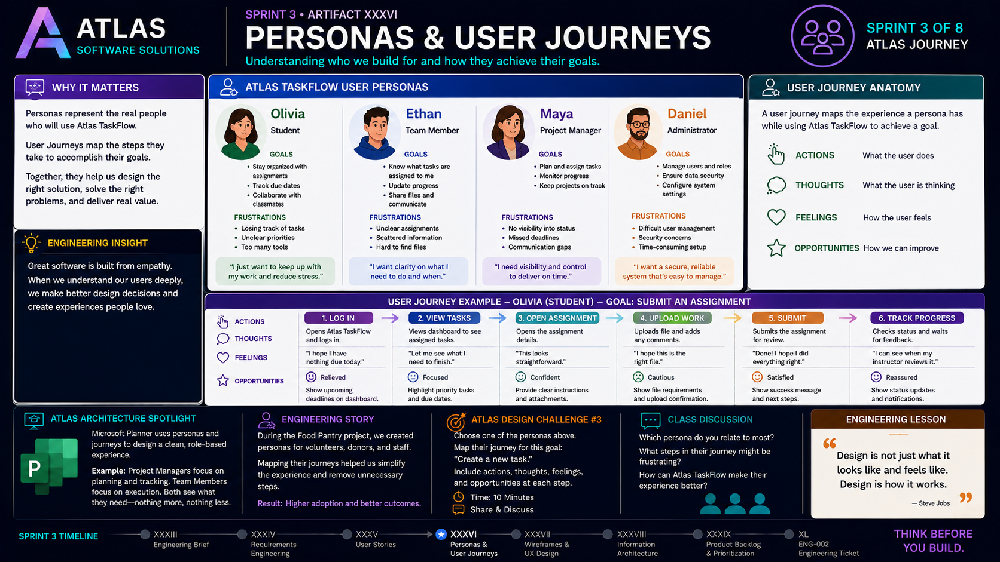 ATLAS
SOFTWARE SOLUTIONS
SPRINT 3 • ARTIFACT XXXVI
PERSONAS & USER JOURNEYS
Understanding who we build for and how they achieve their goals.
SPRINT 3 OF 8
ATLAS JOURNEY
WHY IT MATTERS
Personas represent the real people
who will use Atlas TaskFlow.
User Journeys map the steps they
take to accomplish their goals.
Together, they help us design the
right solution, solve the right
problems, and deliver real value.
ENGINEERING INSIGHT
Great software is built from empathy.
When we understand our users deeply,
we make better design decisions and
create experiences people love.
ATLAS TASKFLOW USER PERSONAS
Olivia
Student
GOALS
• Stay organized with
assignments
• Track due dates
• Collaborate with
classmates
FRUSTRATIONS
• Losing track of tasks
• Unclear priorities
• Too many tools
“I just want to keep up with
my work and reduce stress.”
Ethan
Team Member
GOALS
• Know what tasks are
assigned to me
• Update progress
• Share files and
communicate
FRUSTRATIONS
• Unclear assignments
• Scattered information
• Hard to find files
“I want clarity on what I
need to do and when.”
Maya
Project Manager
GOALS
• Plan and assign tasks
• Monitor progress
• Keep projects on track
FRUSTRATIONS
• No visibility into status
• Missed deadlines
• Communication gaps
“I need visibility and control
to deliver on time.”
Daniel
Administrator
GOALS
• Manage users and roles
• Ensure data security
• Configure system
settings
FRUSTRATIONS
• Difficult user management
• Security concerns
• Time-consuming setup
“I want a secure, reliable
system that’s easy to manage.”
USER JOURNEY ANATOMY
A user journey maps the experience a persona has
while using Atlas TaskFlow to achieve a goal.
ACTIONS What the user does
THOUGHTS What the user is thinking
FEELINGS How the user feels
OPPORTUNITIES How we can improve
USER JOURNEY EXAMPLE – OLIVIA (STUDENT) – GOAL: SUBMIT AN ASSIGNMENT
ACTIONS
THOUGHTS
FEELINGS
OPPORTUNITIES
1. LOG IN
Opens Atlas TaskFlow
and logs in.
“I hope I have
nothing due today.”
Relieved
Show upcoming
deadlines on dashboard.
2. VIEW TASKS
Views dashboard to see
assigned tasks.
“Let me see what I
need to finish.”
Focused
Highlight priority tasks
and due dates.
3. OPEN ASSIGNMENT
Opens the assignment
details.
“This looks
straightforward.”
Confident
Provide clear instructions
and attachments.
4. UPLOAD WORK
Uploads file and adds
any comments.
“I hope this is the
right file.”
Cautious
Show file requirements
and upload confirmation.
5. SUBMIT
Submits the assignment
for review.
“Done! I hope I did
everything right.”
Satisfied
Show success message
and next steps.
6. TRACK PROGRESS
Checks status and waits
for feedback.
“I can see when my
instructor reviews it.”
Reassured
Show status updates
and notifications.
ATLAS ARCHITECTURE SPOTLIGHT
P
Microsoft Planner uses personas and
journeys to design a clean, role-based
experience.
Example: Project Managers focus on
planning and tracking. Team Members
focus on execution. Both see what
they need—nothing more, nothing less.
ENGINEERING STORY
During the Food Pantry project, we created
personas for volunteers, donors, and staff.
Mapping their journeys helped us simplify
the experience and remove unnecessary
steps.
Result: Higher adoption and better outcomes.
ATLAS DESIGN CHALLENGE #3
Choose one of the personas above.
Map their journey for this goal:
“Create a new task.”
Include actions, thoughts, feelings,
and opportunities at each step.
Time: 10 Minutes
Share & Discuss
CLASS DISCUSSION
Which persona do you relate to most?
What steps in their journey might be
frustrating?
How can Atlas TaskFlow make their
experience better?
ENGINEERING LESSON
“
Design is not just what it
looks like and feels like.
Design is how it works.
— Steve Jobs ”
SPRINT 3 TIMELINE
XXXIII
Engineering Brief
XXXIV
Requirements
Engineering
XXXV
User Stories
XXXVI
Personas &
User Journeys
XXXVII
Wireframes &
UX Design
XXXVIII
Information
Architecture
XXXIX
Product Backlog
& Prioritization
XL
ENG-002
Engineering Ticket
THINK BEFORE
YOU BUILD.